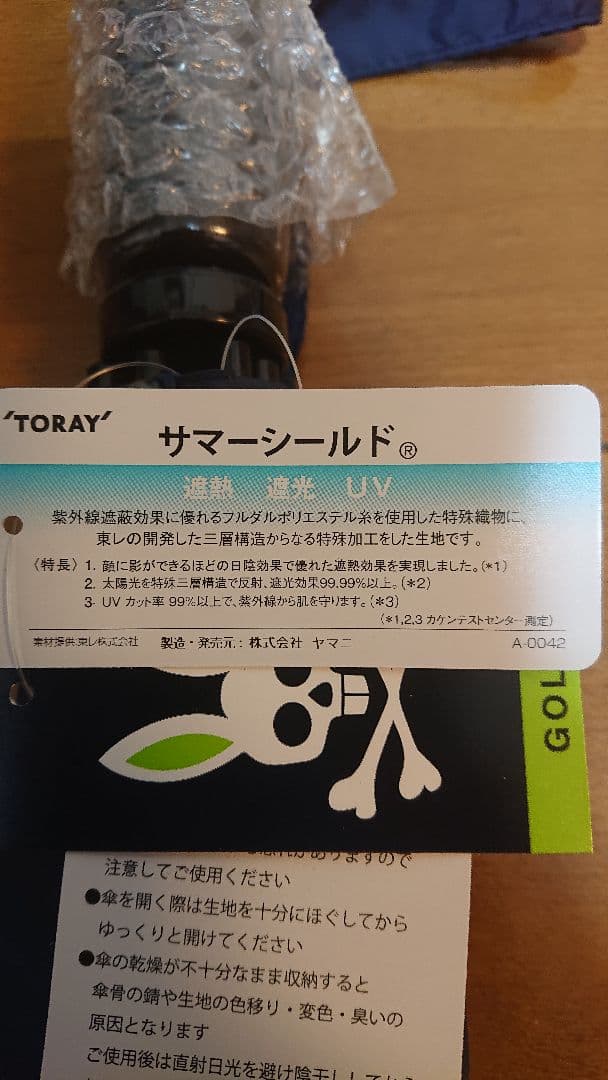 'TORAY'
サマーシールド®
遮熱 遮光 UV
紫外線遮蔽効果に優れるフルダルポリエステル糸を使用した特殊織物に、
東レの開発した三層構造からなる特殊加工をした生地です。
〈特長〉1. 顔に影ができるほどの日陰効果で優れた遮熱効果を実現しました。(*1)
2. 太陽光を特殊三層構造で反射、遮光効果99.99%以上。(*2)
3. UV カット率 99%以上で、紫外線から肌を守ります。(*3)
(*1,2,3 カケンテストセンター測定)
素材提供:東レ株式会社 製造・発売元：株式会社 ヤマニ A-0042
GOL
ありますので
注意してご使用ください
●傘を開く際は生地を十分にほぐしてから
ゆっくりと開けてください
●傘の乾燥が不十分なまま収納すると
傘骨の錆や生地の色移り・変色・臭いの
原因となります
ご使用後は直射日光を避け陰干ししてから